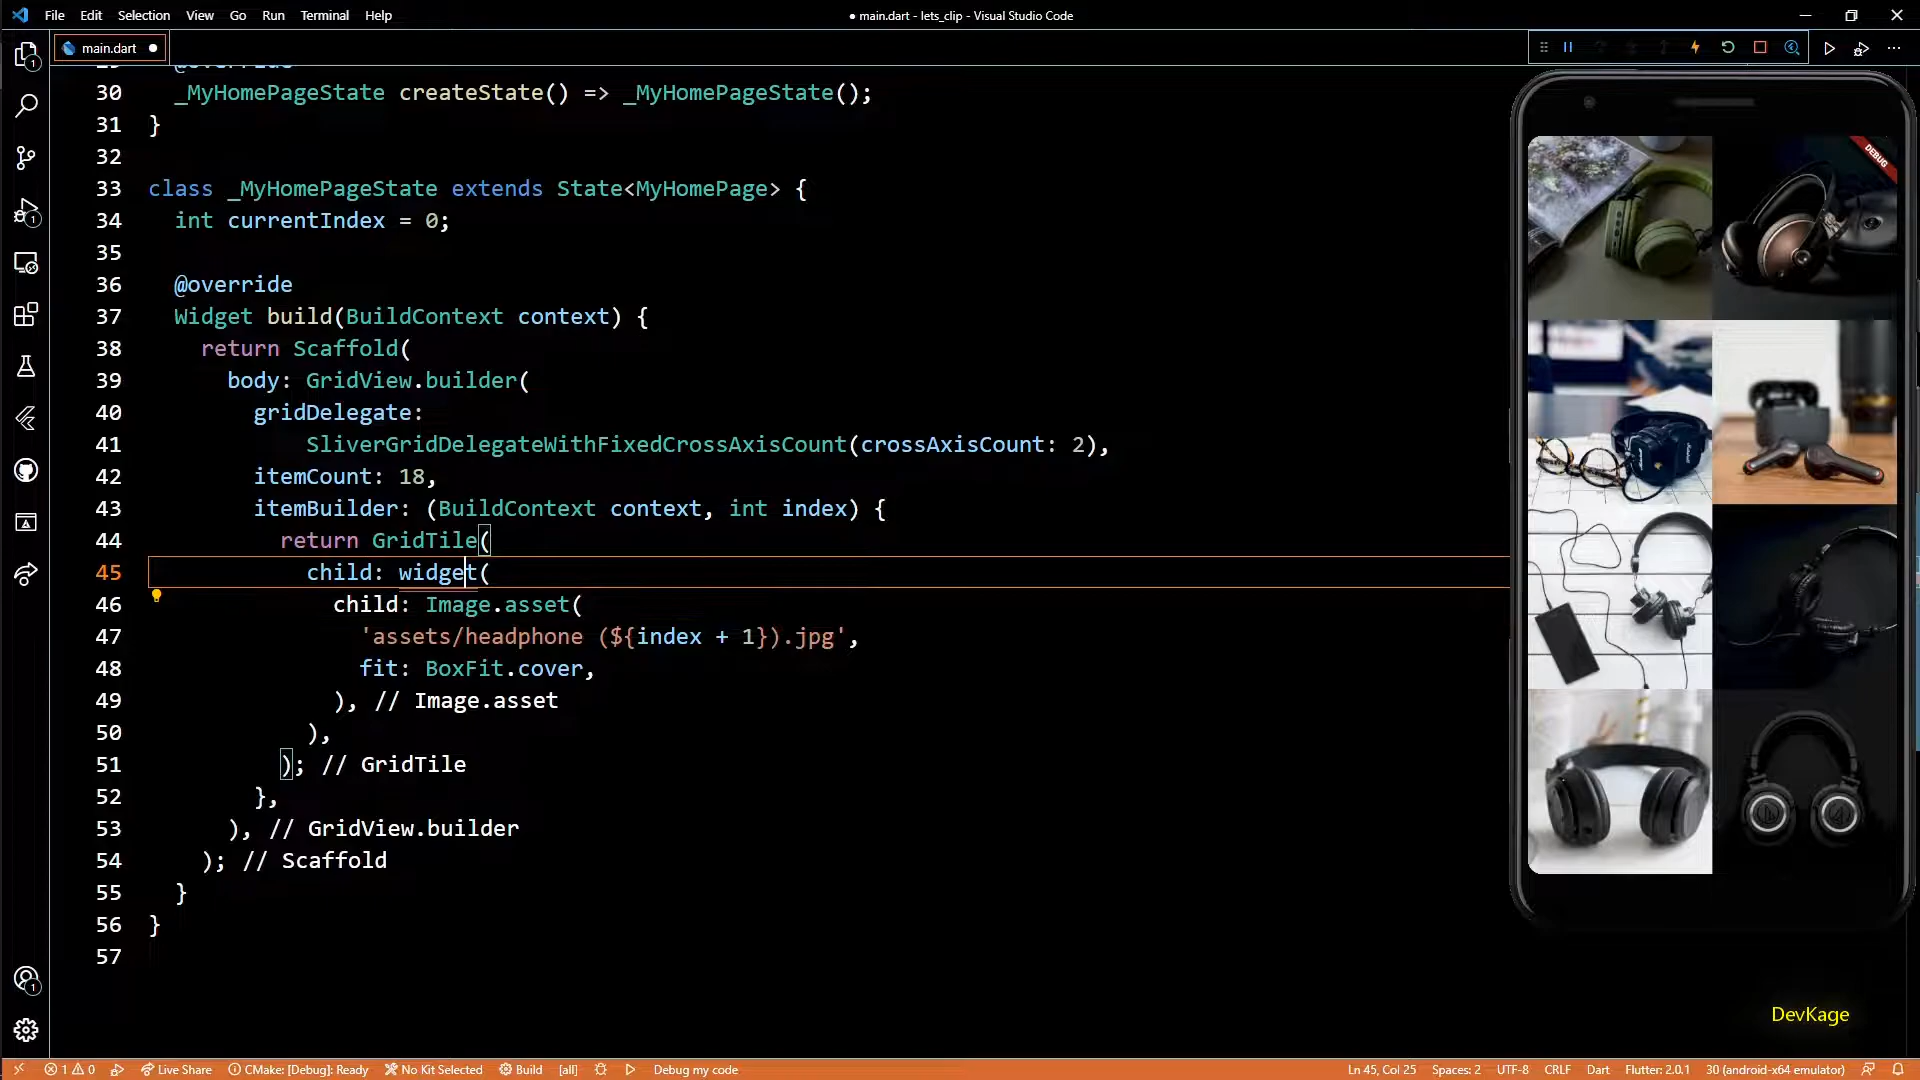 File Edit Selection View Go Run Terminal Help
● main.dart - lets_clip - Visual Studio Code
main.dart
29 @override
30 _MyHomePageState createState() => _MyHomePageState();
31 }
32
33 class _MyHomePageState extends State<MyHomePage> {
34 int currentIndex = 0;
35
36 @override
37 Widget build(BuildContext context) {
38 return Scaffold(
39 body: GridView.builder(
40 gridDelegate:
41 SliverGridDelegateWithFixedCrossAxisCount(crossAxisCount: 2),
42 itemCount: 18,
43 itemBuilder: (BuildContext context, int index) {
44 return GridTile(
45 child: widget(
46 child: Image.asset(
47 'assets/headphone (${index + 1}).jpg',
48 fit: BoxFit.cover,
49 ), // Image.asset
50 ),
51 ); // GridTile
52 },
53 ), // GridView.builder
54 ); // Scaffold
55 }
56 }
57
DEBUG
1
1
1
DevKage
1 0 Live Share CMake: [Debug]: Ready No Kit Selected Build [all] Debug my code Ln 45, Col 25 Spaces: 2 UTF-8 CRLF Dart Flutter: 2.0.1 30 (android-x64 emulator)